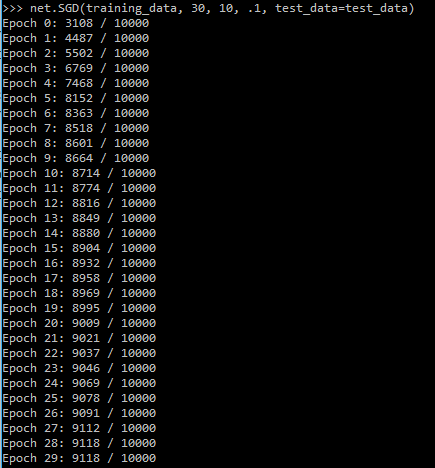 >>> net.SGD(training_data, 30, 10, .1, test_data=test_data)
Epoch 0: 3108 / 10000
Epoch 1: 4487 / 10000
Epoch 2: 5502 / 10000
Epoch 3: 6769 / 10000
Epoch 4: 7468 / 10000
Epoch 5: 8152 / 10000
Epoch 6: 8363 / 10000
Epoch 7: 8518 / 10000
Epoch 8: 8601 / 10000
Epoch 9: 8664 / 10000
Epoch 10: 8714 / 10000
Epoch 11: 8774 / 10000
Epoch 12: 8816 / 10000
Epoch 13: 8849 / 10000
Epoch 14: 8880 / 10000
Epoch 15: 8904 / 10000
Epoch 16: 8932 / 10000
Epoch 17: 8958 / 10000
Epoch 18: 8969 / 10000
Epoch 19: 8995 / 10000
Epoch 20: 9009 / 10000
Epoch 21: 9021 / 10000
Epoch 22: 9037 / 10000
Epoch 23: 9046 / 10000
Epoch 24: 9069 / 10000
Epoch 25: 9078 / 10000
Epoch 26: 9091 / 10000
Epoch 27: 9112 / 10000
Epoch 28: 9118 / 10000
Epoch 29: 9118 / 10000